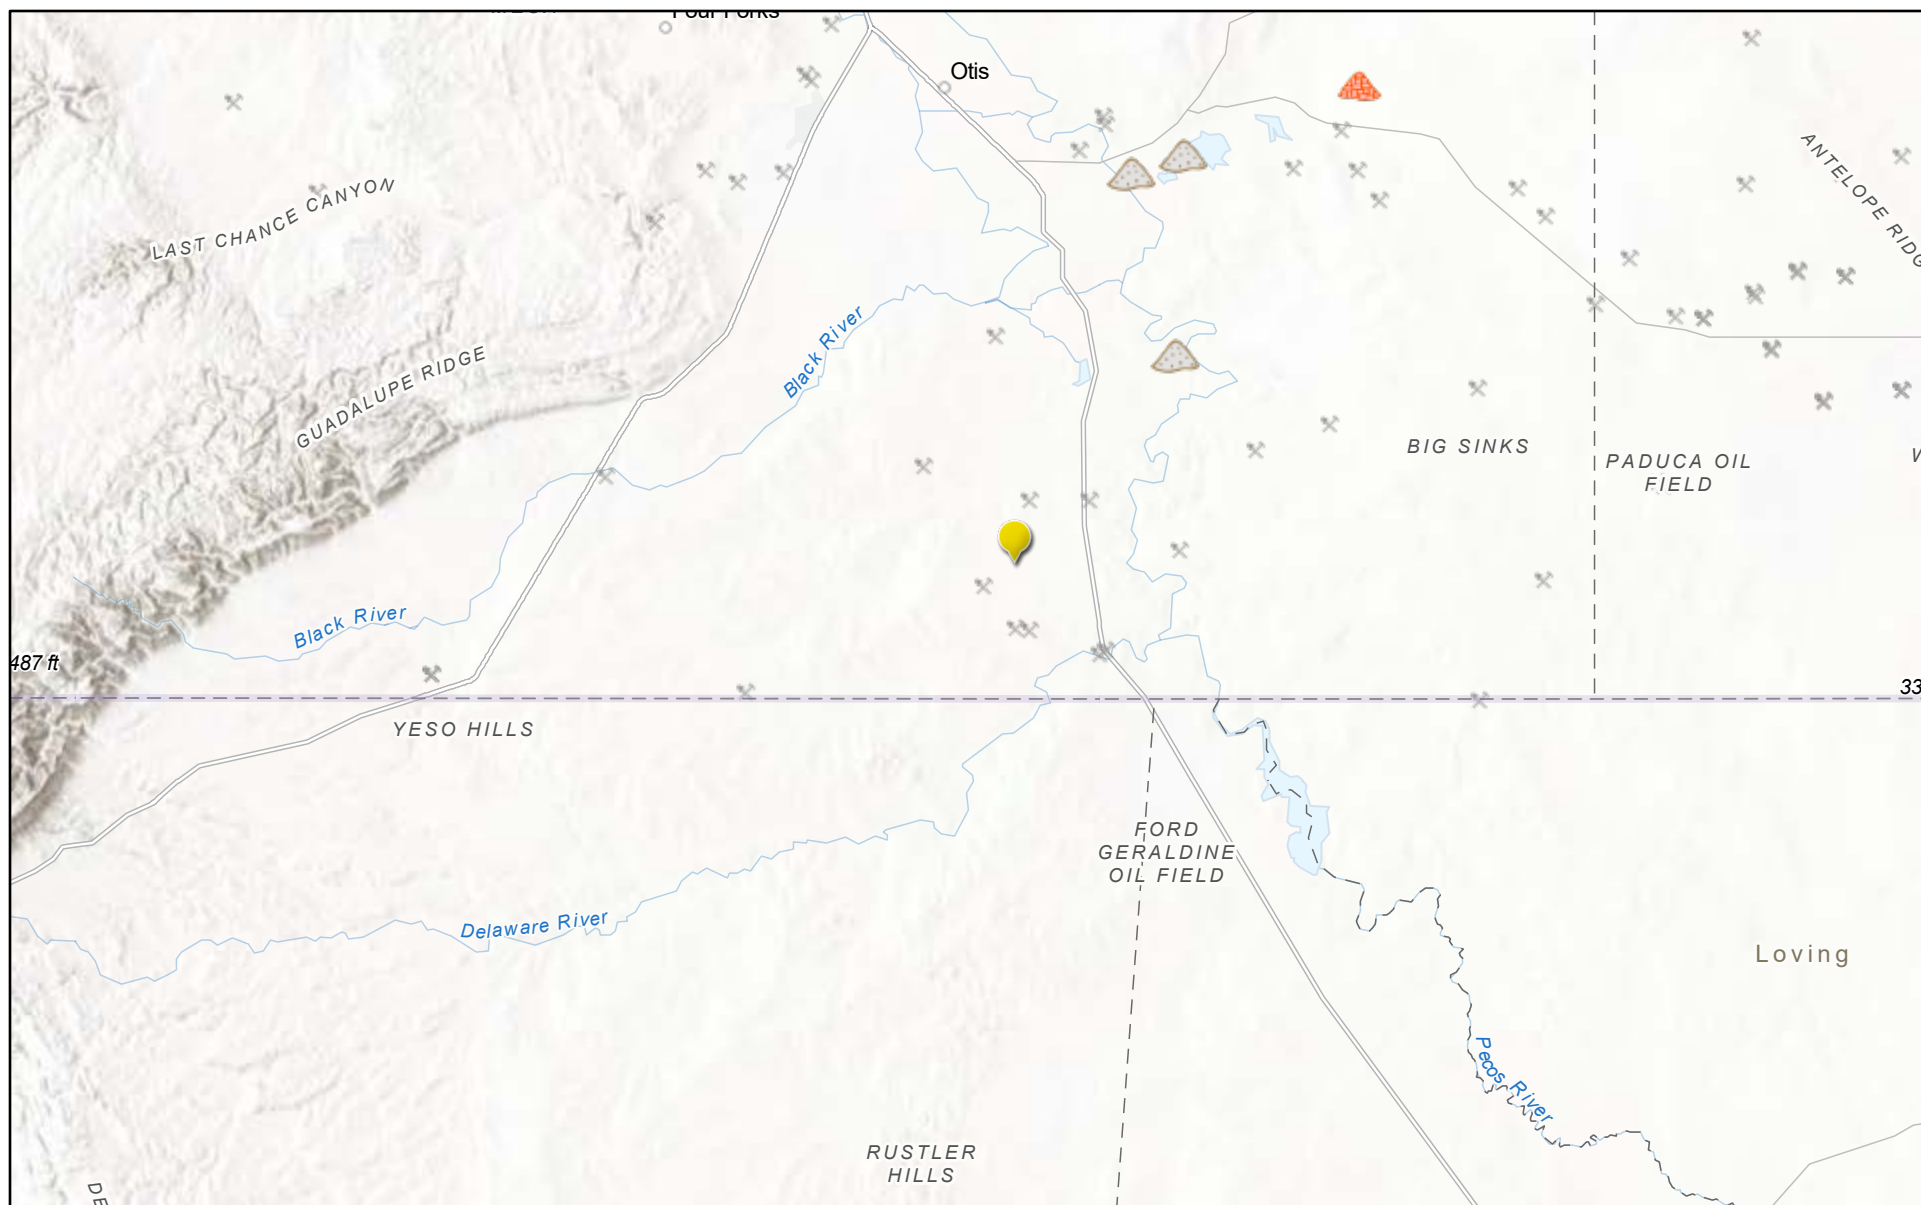 Four Forks
Otis
ANTELOPE RIDG
LAST CHANCE CANYON
Black River
GUADALUPE RIDGE
BIG SINKS
PADUCA OIL
FIELD
Black River
487 ft
33
YESO HILLS
FORD
GERALDINE
OIL FIELD
Delaware River
Loving
Pecos River
RUSTLER
HILLS
DE